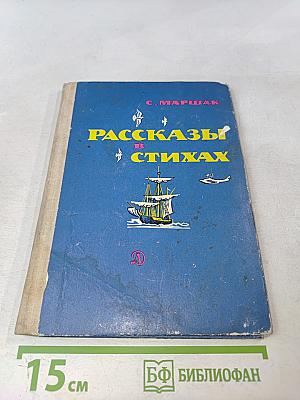 С. МАРШАК
РАССКАЗЫ
В
СТИХАХ
Д
15 см
БФ БИБЛИОФАН